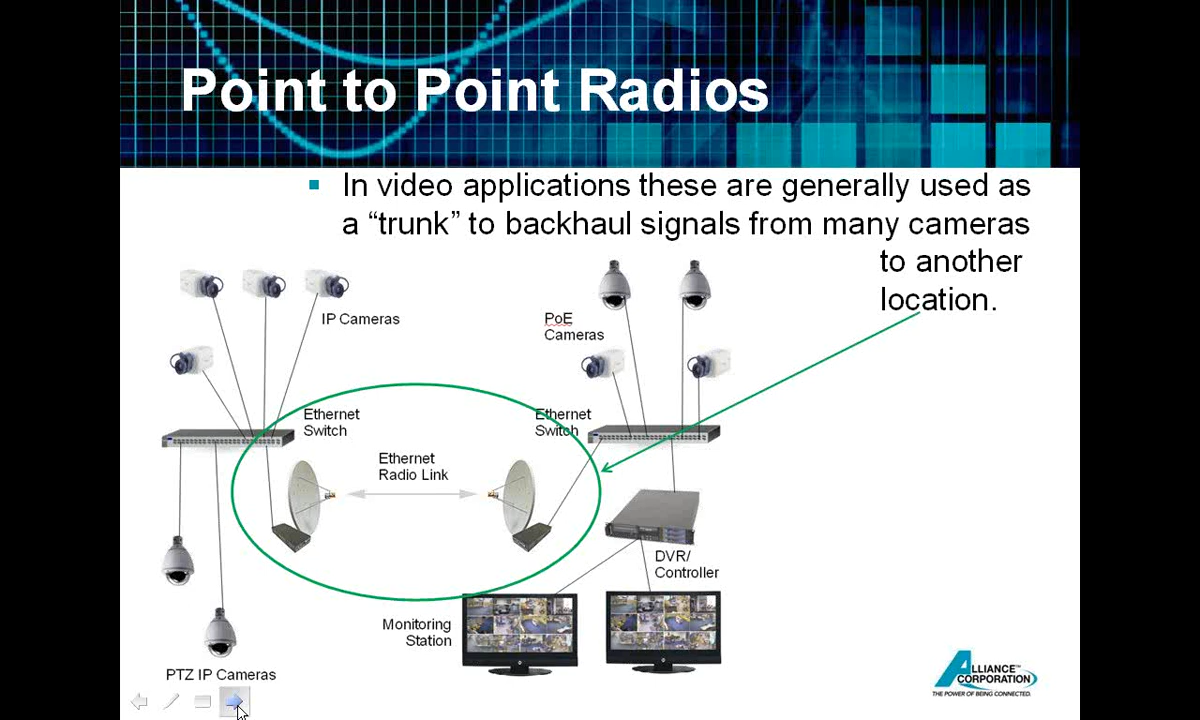 Point to Point Radios
In video applications these are generally used as
a “trunk” to backhaul signals from many cameras
to another
location.
IP Cameras
PoE
Cameras
Ethernet
Switch
Ethernet
Switch
Ethernet
Radio Link
DVR/
Controller
Monitoring
Station
PTZ IP Cameras
ALLIANCE™
CORPORATION
THE POWER OF BEING CONNECTED.